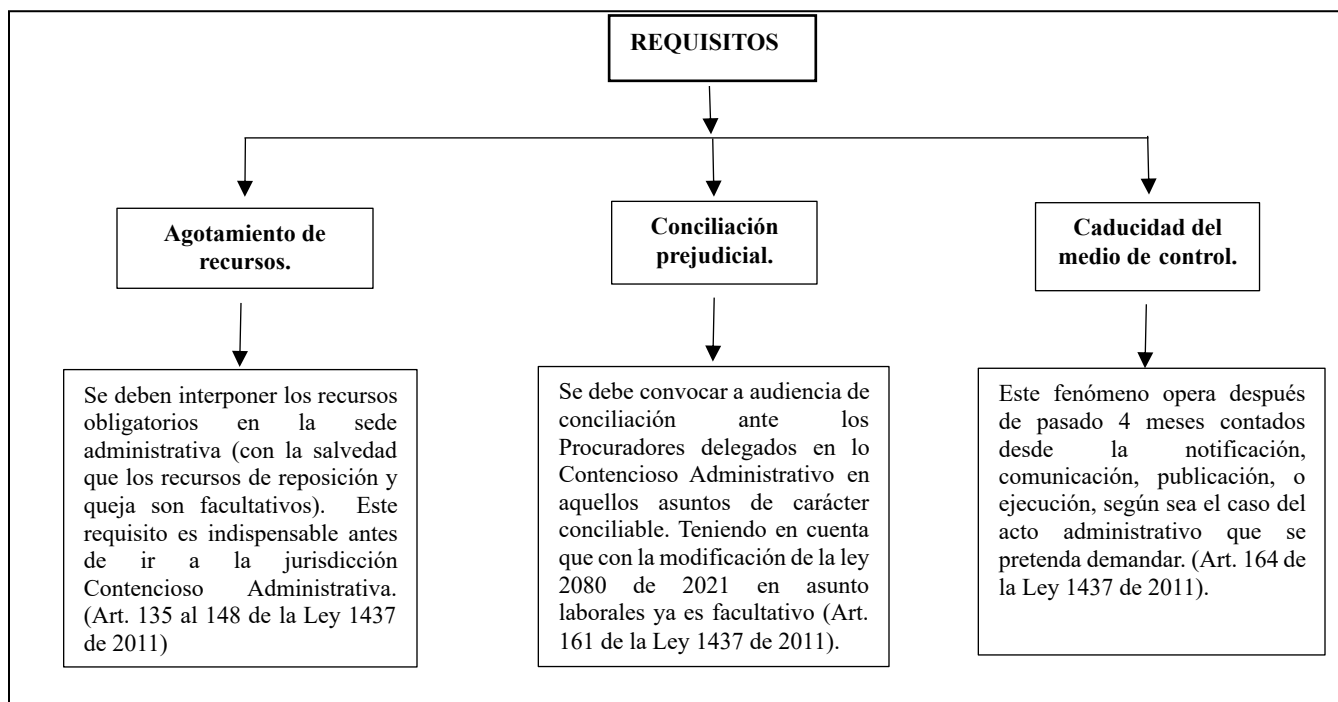 REQUISITOS
Agotamiento de
recursos.
Se deben interponer los recursos
obligatorios en la sede
administrativa (con la salvedad
que los recursos de reposición y
queja son facultativos). Este
requisito es indispensable antes
de ir a la jurisdicción
Contencioso Administrativa.
(Art. 135 al 148 de la Ley 1437
de 2011)
Conciliación
prejudicial.
Se debe convocar a audiencia de
conciliación ante los
Procuradores delegados en lo
Contencioso Administrativo en
aquellos asuntos de carácter
conciliable. Teniendo en cuenta
que con la modificación de la ley
2080 de 2021 en asunto
laborales ya es facultativo (Art.
161 de la Ley 1437 de 2011).
Caducidad del
medio de control.
Este fenómeno opera después
de pasado 4 meses contados
desde la notificación,
comunicación, publicación, o
ejecución, según sea el caso del
acto administrativo que se
pretenda demandar. (Art. 164 de
la Ley 1437 de 2011).